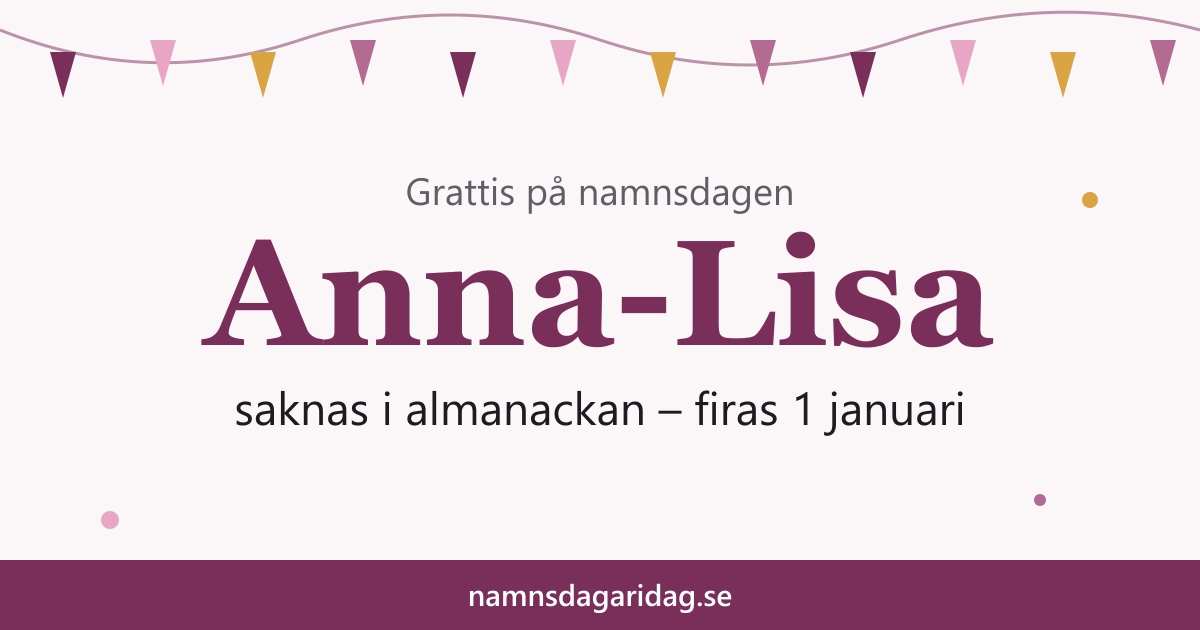 Grattis på namnsdagen
Anna-Lisa
saknas i almanackan – firas 1 januari
namnsdagaridag.se